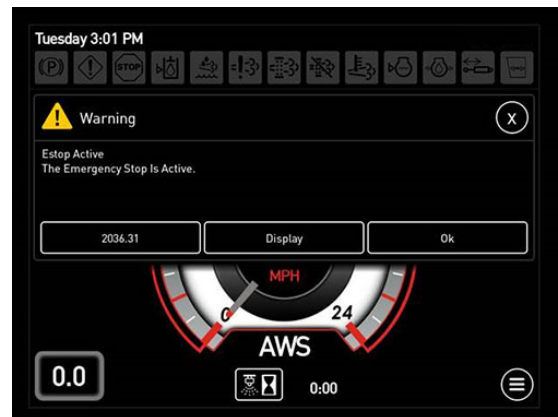 Tuesday 3:01 PM
(P) STOP
Warning X
Estop Active
The Emergency Stop Is Active.
2036.31 Display Ok
MPH
0 24
AWS
0.0 0:00